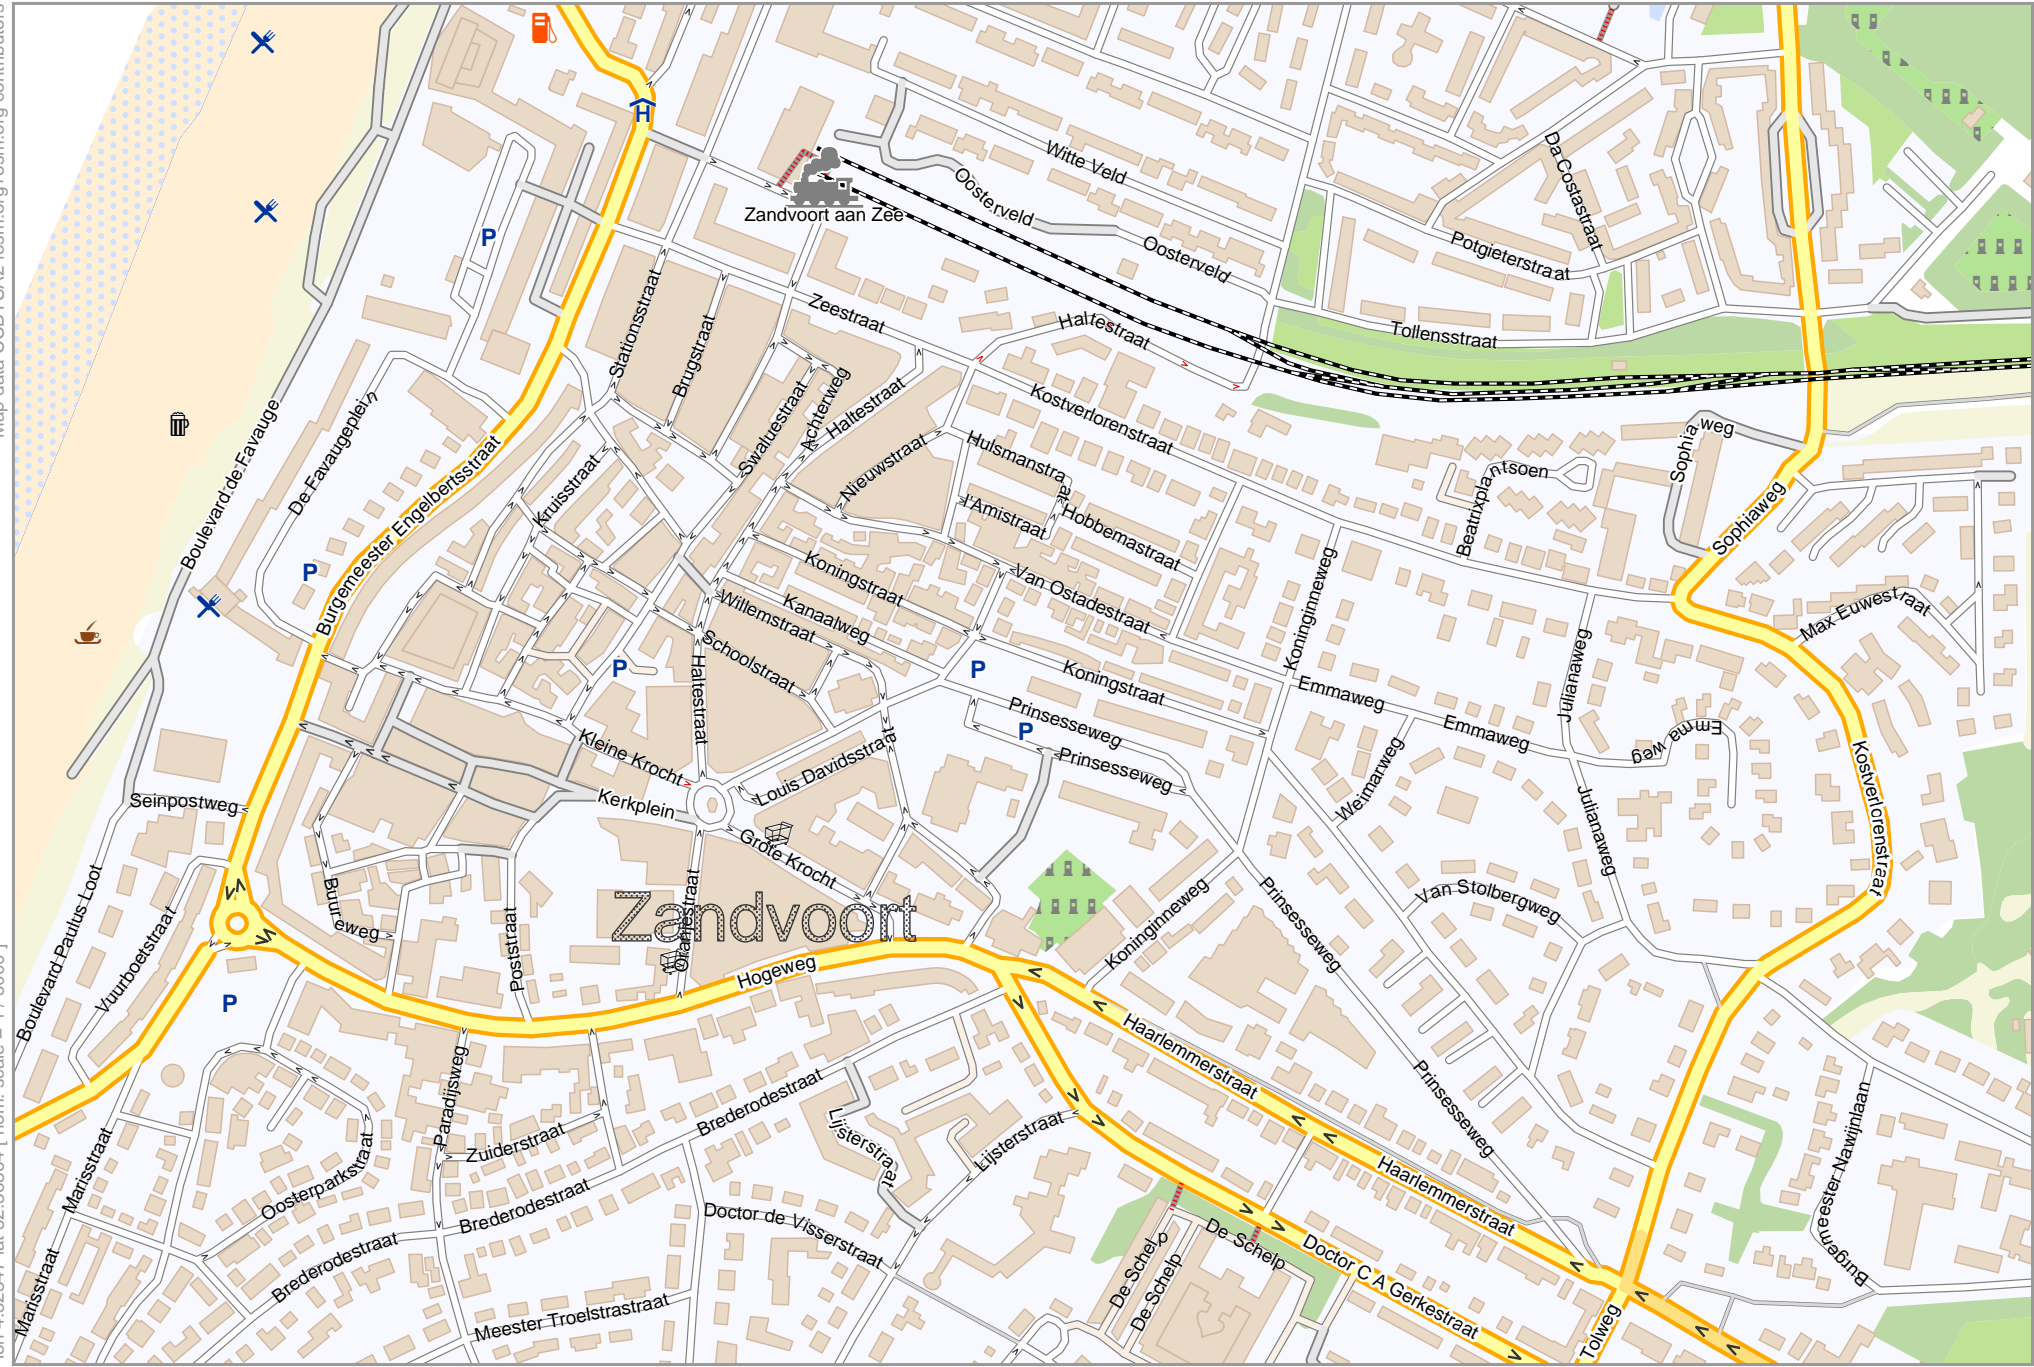 H
Witte Veld
Da Costastraat
Oosterveld
Zandvoort aan Zee
P
Potgieterstraat
Oosterveld
Stationsstraat
Zeestraat
Haltestraat
Tollensstraat
Brugstraat
Swaluestraat
Achterweg
Haltestraat
Kostverlorenstraat
De Favaugeplein
Boulevard de Favauge
Burgemeester Engelbertsstraat
Nieuwstraat
Hulsmanstraat
Sophiaweg
Beatrixplantsoen
Kruisstraat
l'Amistraat
Hobbemastraat
Sophiaweg
P
Koningstraat
Van Ostadestraat
Koninginneweg
Kanaalweg
Willemstraat
Max Euwestraat
Schoolstraat
P
Haltestraat
P
Koningstraat
Emmaweg
Julianaweg
Prinsesseweg
P
Emmaweg
Emma weg
Kleine Krocht
Louis Davidsstraat
Prinsesseweg
Weimarweg
Kostverlorenstraat
Seinpostweg
Kerkplein
Julianaweg
Grote Krocht
Boulevard Paulus Loot
Buureweg
Vuurboetstraat
Poststraat
Zandvoort
Oranjestraat
Koninginneweg
Prinsesseweg
Van Stolbergweg
Hogeweg
P
Haarlemmerstraat
Paradijsweg
Brederodestraat
Prinsesseweg
Zuiderstraat
Lijsterstraat
Lijsterstraat
Marisstraat
Oosterparkstraat
Haarlemmerstraat
Burgemeester Nawijnlaan
Brederodestraat
Doctor de Visserstraat
De Schelp
De Schelp
De Schelp
Brederodestraat
Marisstraat
Doctor C A Gerkestraat
Meester Troelstrastraat
Tolweg